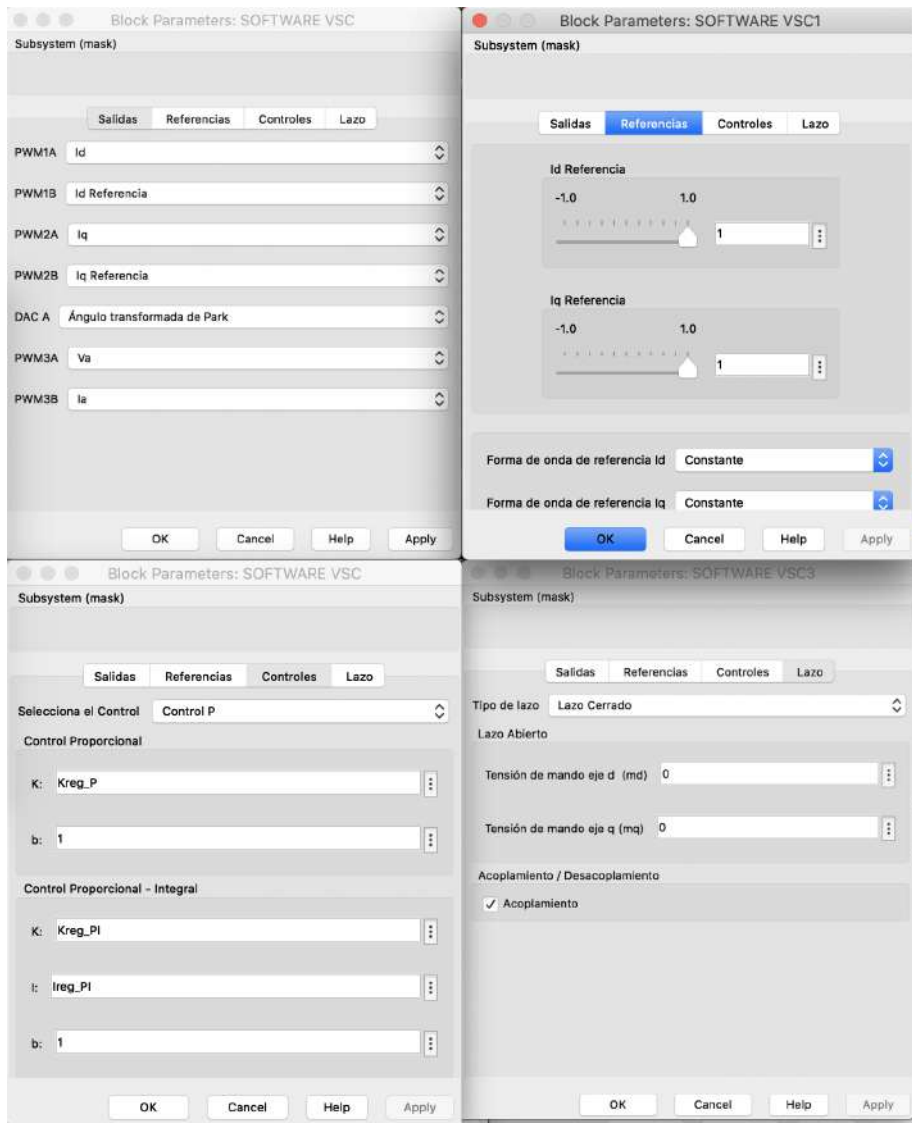 Block Parameters: SOFTWARE VSC
Subsystem (mask)
Salidas Referencias Controles Lazo
PWM1A Id
PWM1B Id Referencia
PWM2A Iq
PWM2B Iq Referencia
DAC A Ángulo transformada de Park
PWM3A Va
PWM3B Ia
OK Cancel Help Apply
Block Parameters: SOFTWARE VSC1
Subsystem (mask)
Salidas Referencias Controles Lazo
Id Referencia
-1.0 1.0
1
Iq Referencia
-1.0 1.0
1
Forma de onda de referencia Id Constante
Forma de onda de referencia Iq Constante
OK Cancel Help Apply
Block Parameters: SOFTWARE VSC
Subsystem (mask)
Salidas Referencias Controles Lazo
Selecciona el Control Control P
Control Proporcional
K: Kreg_P
b: 1
Control Proporcional - Integral
K: Kreg_PI
I: Ireg_PI
b: 1
OK Cancel Help Apply
Block Parameters: SOFTWARE VSC3
Subsystem (mask)
Salidas Referencias Controles Lazo
Tipo de lazo Lazo Cerrado
Lazo Abierto
Tensión de mando eje d (md) 0
Tensión de mando eje q (mq) 0
Acoplamiento / Desacoplamiento
Acoplamiento
OK Cancel Help Apply